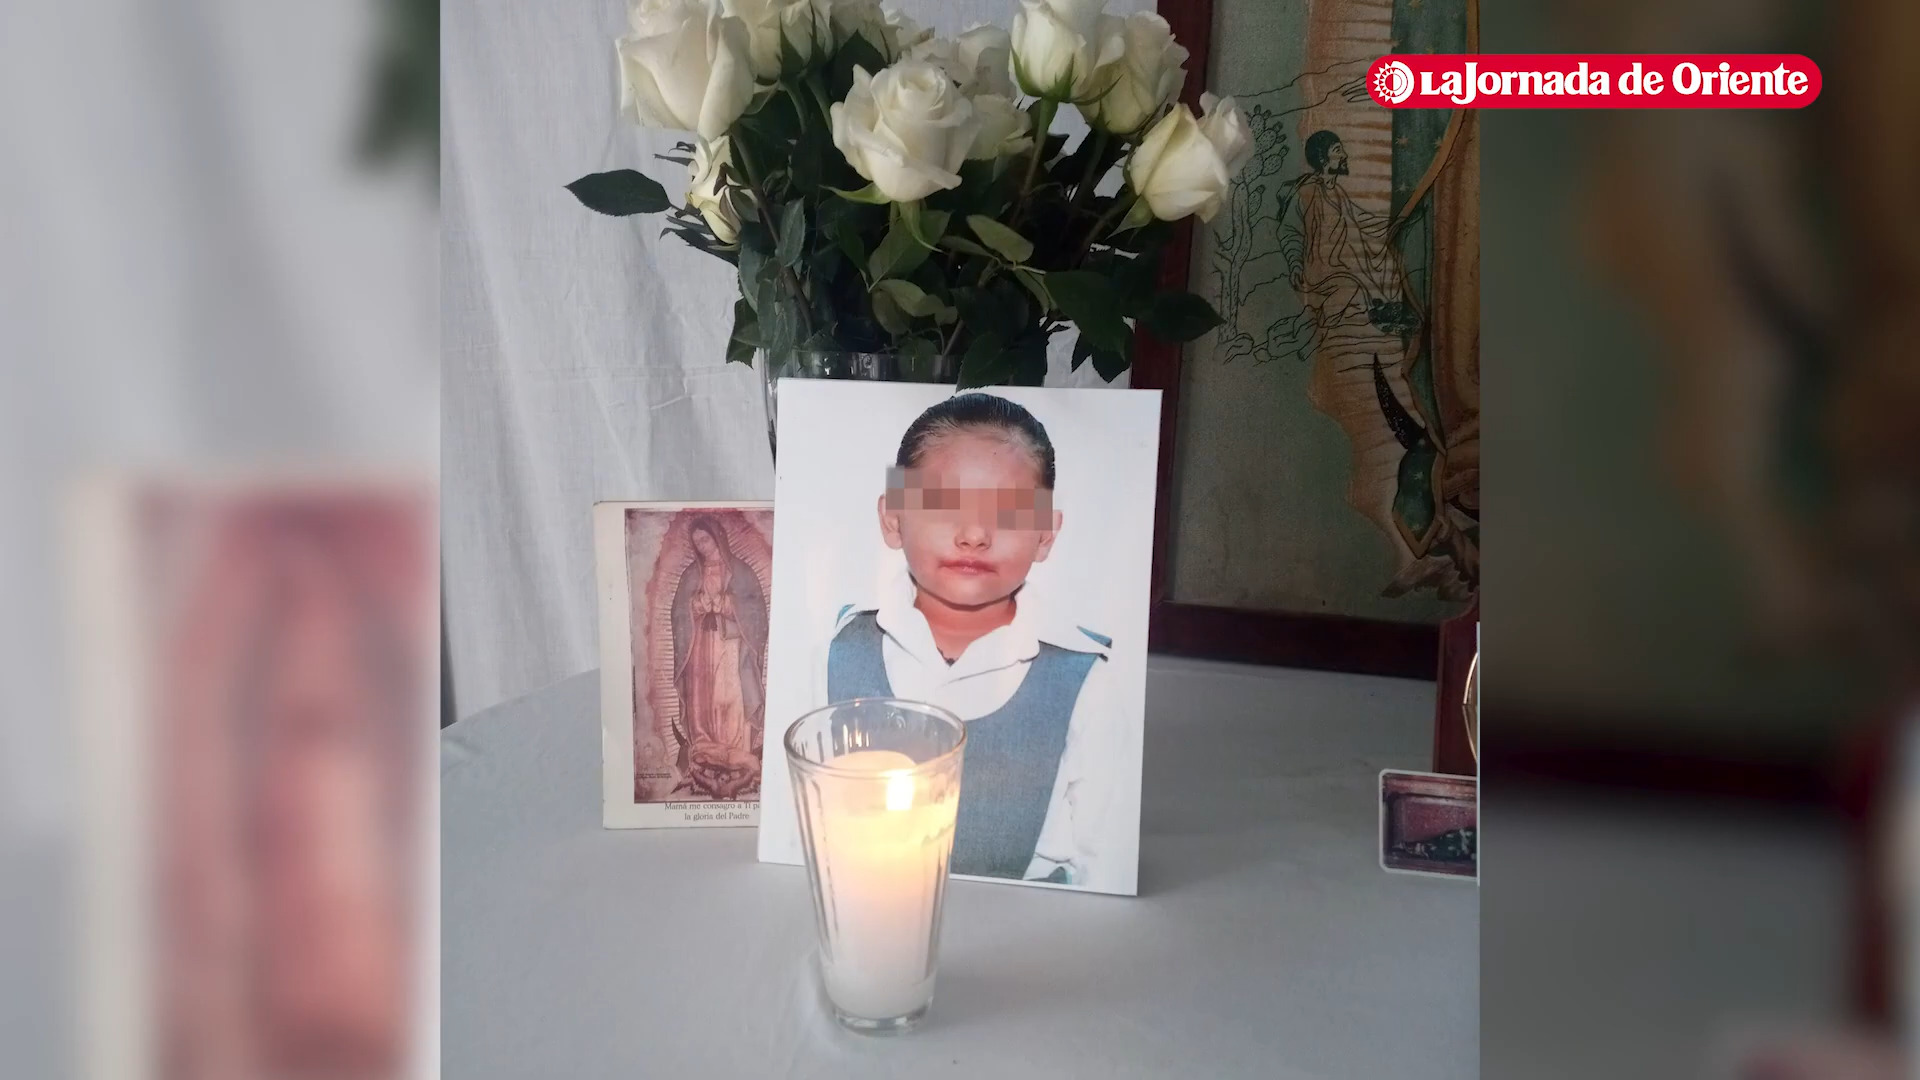 LaJornada de Oriente
Mamá me consagro a Ti p
la gloria del Padre